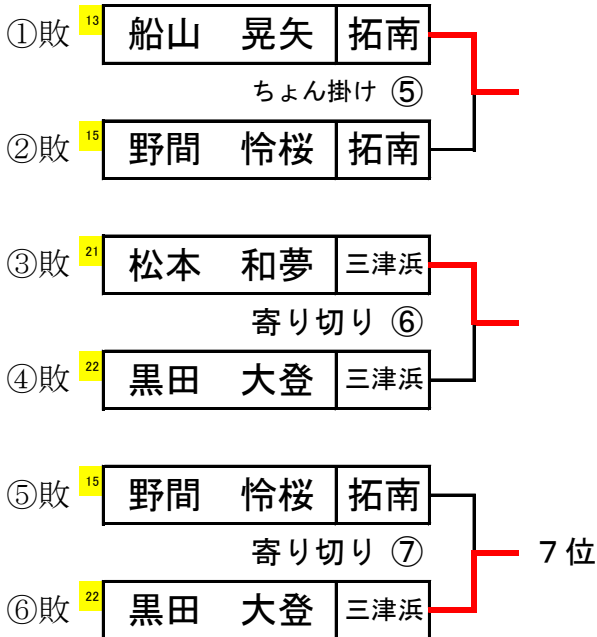 ①敗 13 船山 晃矢 拓南
ちょん掛け ⑤
②敗 15 野間 怜桜 拓南
③敗 21 松本 和夢 三津浜
寄り切り ⑥
④敗 22 黒田 大登 三津浜
⑤敗 15 野間 怜桜 拓南
寄り切り ⑦ 7位
⑥敗 22 黒田 大登 三津浜